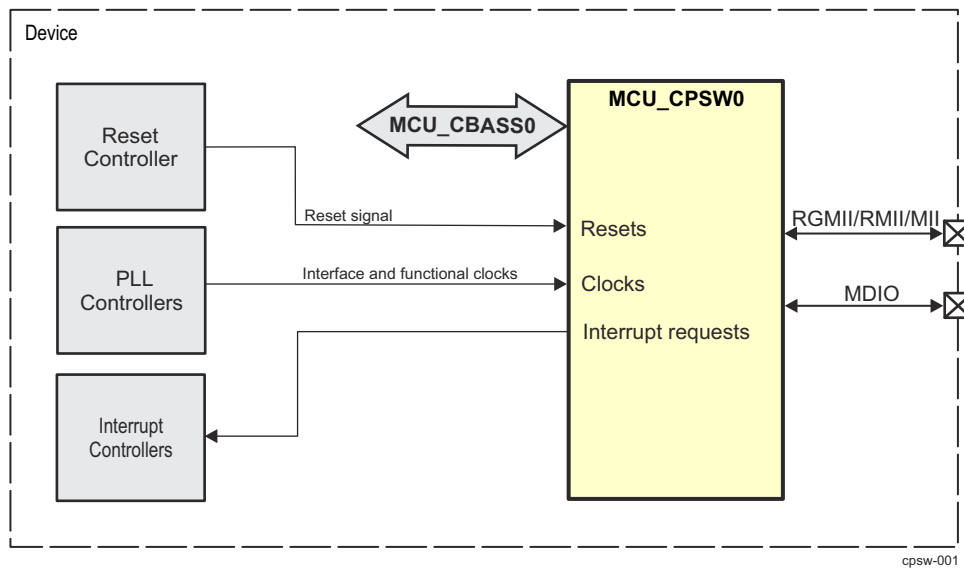 Device
MCU_CPSW0
MCU_CBASS0
Reset
Controller
Reset signal
Resets
RGMII/RMII/MII
PLL
Controllers
Interface and functional clocks
Clocks
MDIO
Interrupt requests
Interrupt
Controllers
cpsw-001